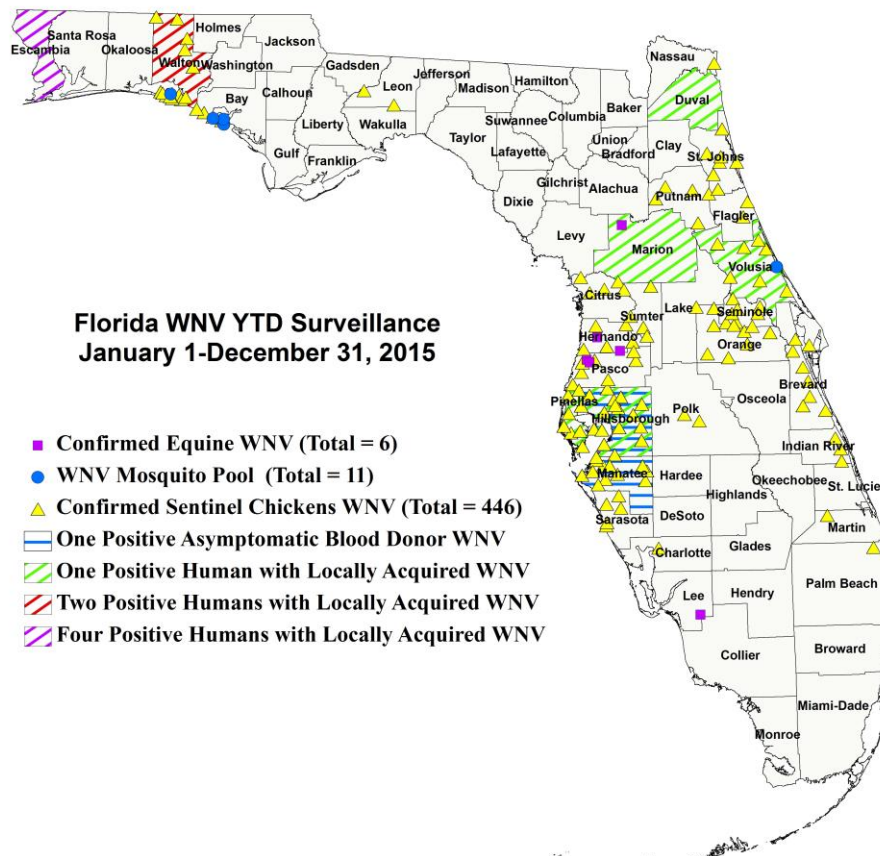 Nassau
Holmes
Santa Rosa
Jackson
Escambia
Okaloosa
Walton
Washington
Gadsden
Leon
Jefferson
Madison
Hamilton
Duval
Bay
Calhoun
Liberty
Wakulla
Taylor
Suwannee
Columbia
Baker
Union
Bradford
Clay
St. Johns
Gulf
Franklin
Lafayette
Gilchrist
Alachua
Putnam
Dixie
Flagler
Levy
Marion
Volusia
Citrus
Sumter
Lake
Seminole
Florida WNV YTD Surveillance
January 1-December 31, 2015
Hernando
Orange
Pasco
Brevard
Osceola
Pinellas
Hillsborough
Polk
Confirmed Equine WNV (Total = 6)
Indian River
WNV Mosquito Pool (Total = 11)
Manatee
Hardee
Okeechobee
St. Lucie
Highlands
Confirmed Sentinel Chickens WNV (Total = 446)
Sarasota
DeSoto
Martin
One Positive Asymptomatic Blood Donor WNV
Charlotte
Glades
One Positive Human with Locally Acquired WNV
Palm Beach
Lee
Hendry
Two Positive Humans with Locally Acquired WNV
Four Positive Humans with Locally Acquired WNV
Broward
Collier
Miami-Dade
Monroe